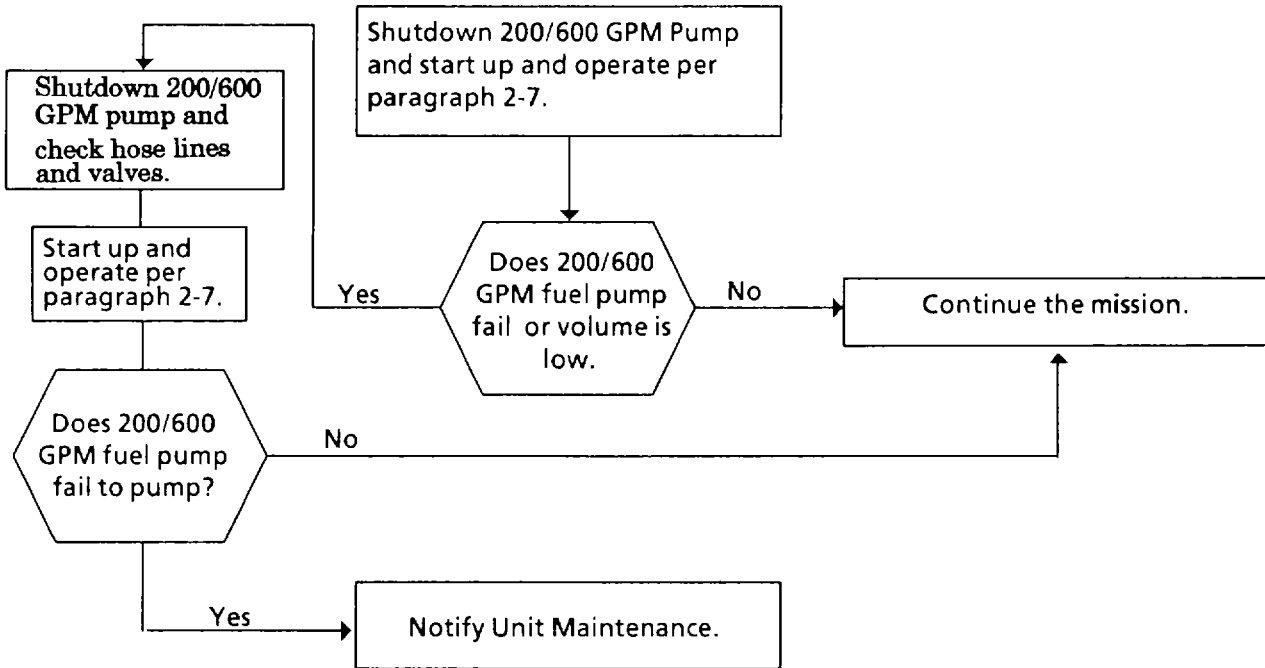 Shutdown 200/600 GPM Pump
and start up and operate per
paragraph 2-7.
Shutdown 200/600
GPM pump and
check hose lines
and valves.
Start up and
operate per
paragraph 2-7.
Yes
Does 200/600
GPM fuel pump
fail or volume is
low.
No
Continue the mission.
Does 200/600
GPM fuel pump
fail to pump?
No
Yes
Notify Unit Maintenance.